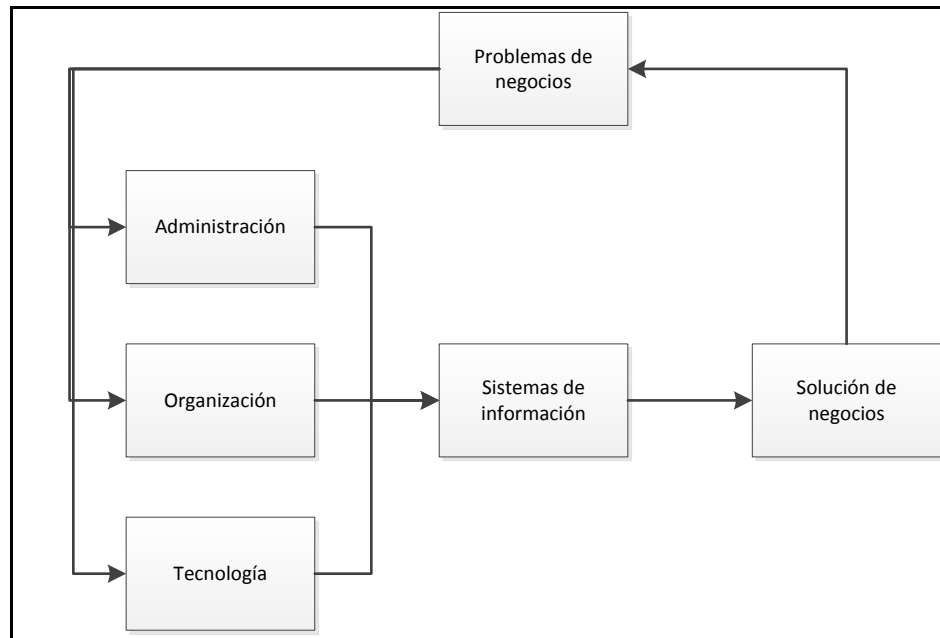 Problemas de
negocios
Administración
Organización
Sistemas de
información
Solución de
negocios
Tecnología